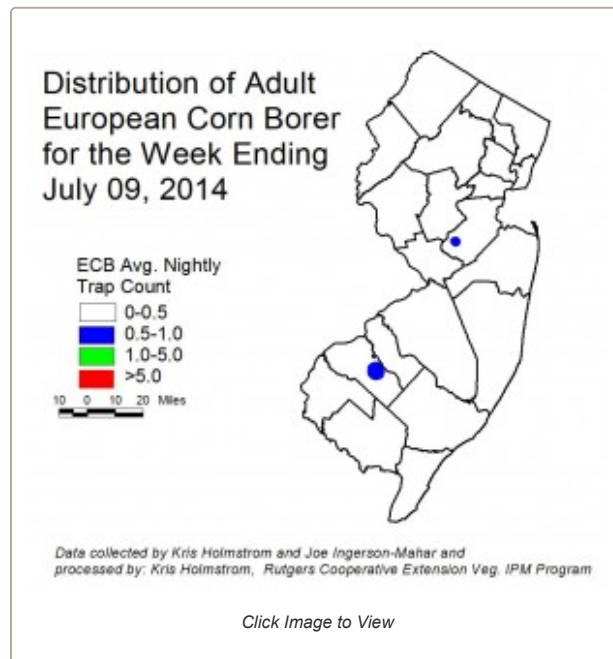 Distribution of Adult
European Corn Borer
for the Week Ending
July 09, 2014
ECB Avg. Nightly
Trap Count
0-0.5
0.5-1.0
1.0-5.0
>5.0
10 0 10 20 Miles
Data collected by Kris Holmstrom and Joe Ingerson-Mahar and
processed by: Kris Holmstrom, Rutgers Cooperative Extension Veg. IPM Program
Click Image to View